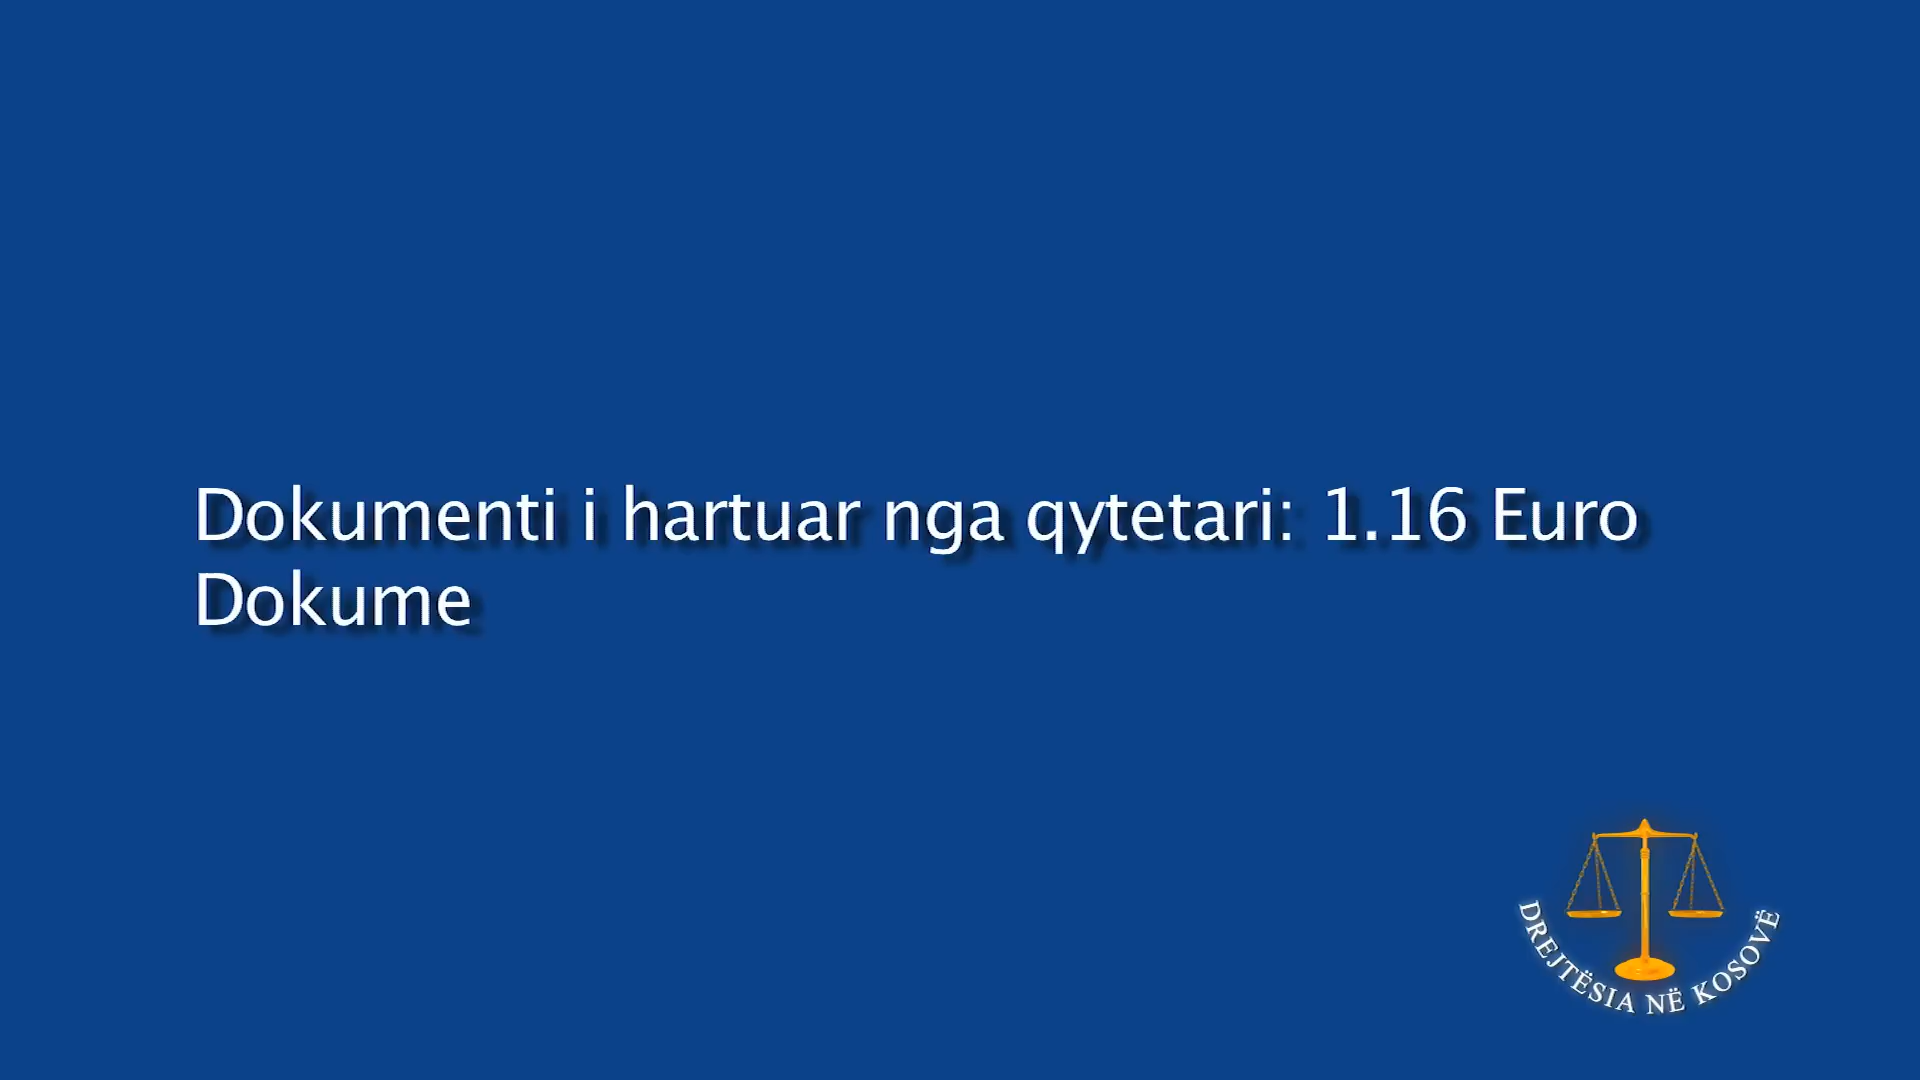 Dokumenti i hartuar nga qytetari: 1.16 Euro
Dokume
DREJTËSIA NË KOSOVË